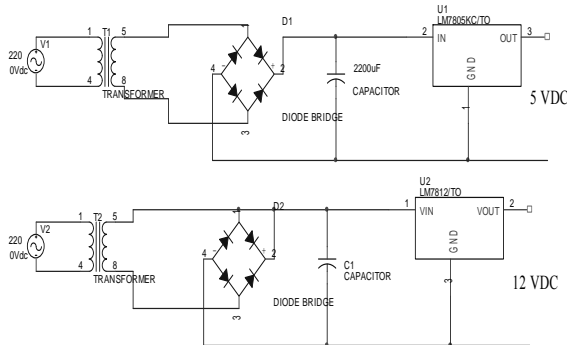 D1
U1
LM7805KC/TO
V1
220
0Vdc
1
T1
5
4
8
TRANSFORMER
1
4
-
+
2
3
DIODE BRIDGE
2200uF
CAPACITOR
2
IN
OUT
3
GND
1
5 VDC
U2
LM7812/TO
V2
220
0Vdc
1
T2
5
4
8
TRANSFORMER
1
D2
4
-
+
2
3
DIODE BRIDGE
C1
CAPACITOR
1
VIN
VOUT
2
GND
3
12 VDC